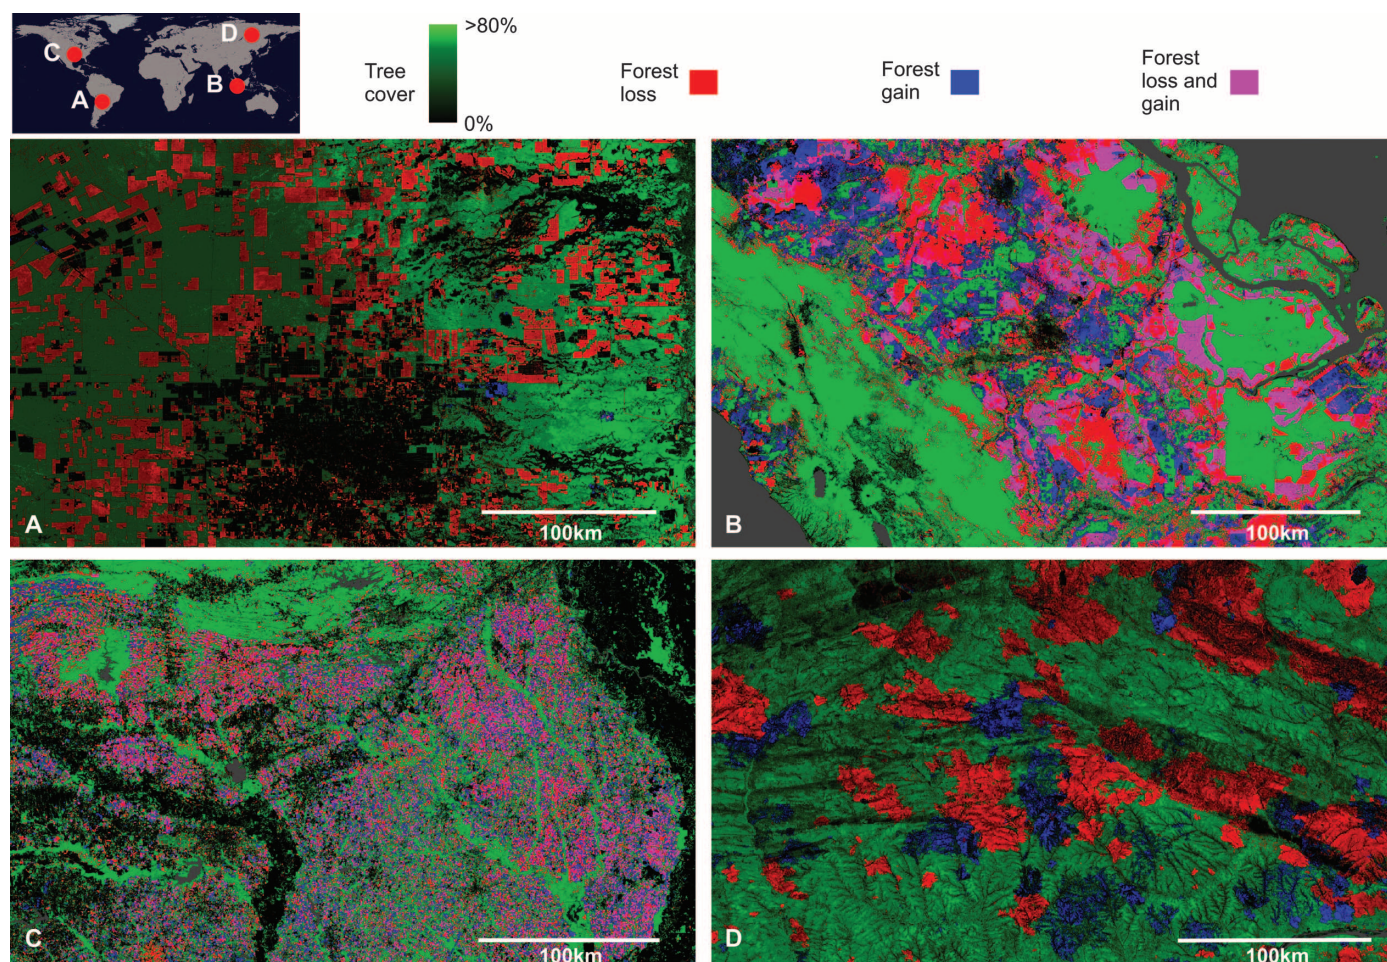 C
D
B
A
Tree
cover
>80%
0%
Forest
loss
Forest
gain
Forest
loss and
gain
A
100km
B
100km
C
100km
D
100km